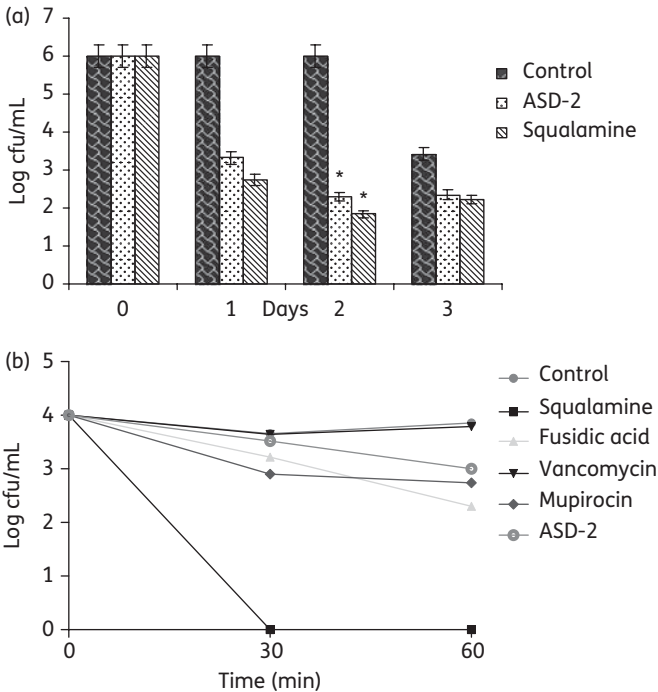 (a)
7
6
5
4
3
2
1
0
Log cfu/mL
Control
ASD-2
Squalamine
*
*
0 1 Days 2 3
(b)
5
4
3
2
1
0
Log cfu/mL
Control
Squalamine
Fusidic acid
Vancomycin
Mupirocin
ASD-2
0 30 60
Time (min)